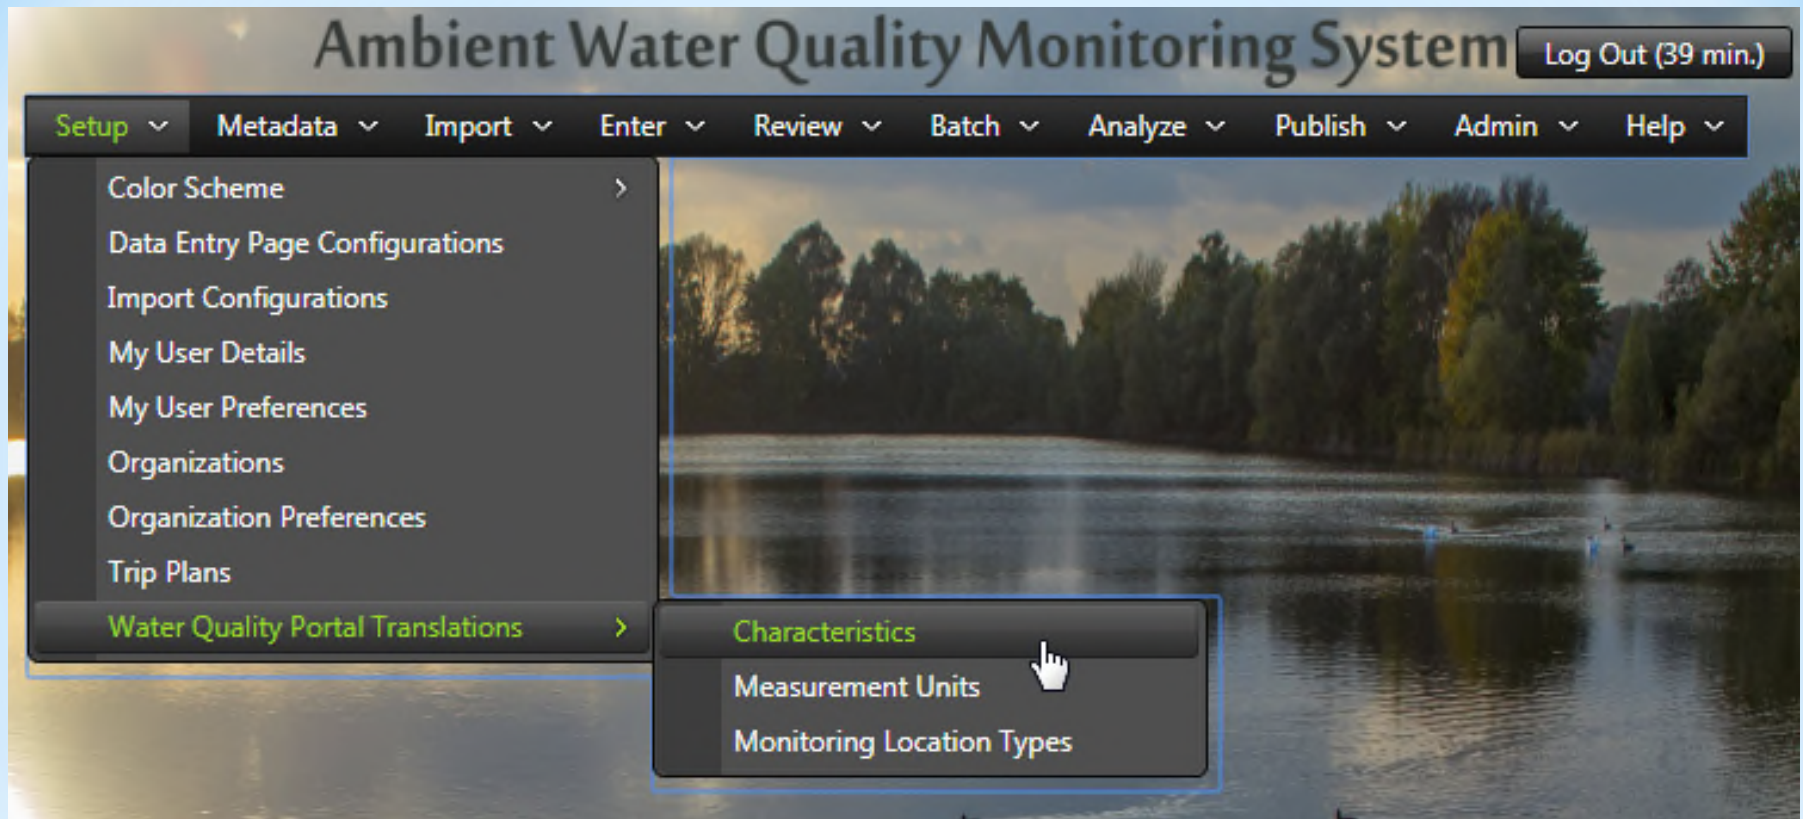 Ambient Water Quality Monitoring System
Log Out (39 min.)
Setup Metadata Import Enter Review Batch Analyze Publish Admin Help
Color Scheme
Data Entry Page Configurations
Import Configurations
My User Details
My User Preferences
Organizations
Organization Preferences
Trip Plans
Water Quality Portal Translations
Characteristics
Measurement Units
Monitoring Location Types